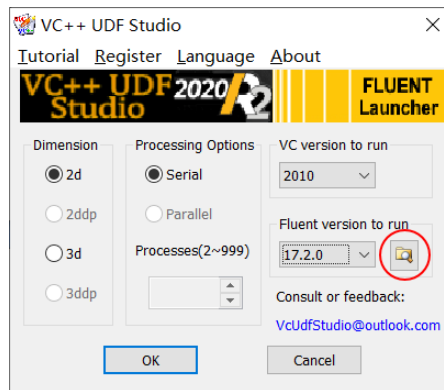 VC++ UDF Studio
Tutorial Register Language About
VC++ UDF 2020 R2
Studio
FLUENT
Launcher
Dimension
2d
2ddp
3d
3ddp
Processing Options
Serial
Parallel
Processes(2~999)
VC version to run
2010
Fluent version to run
17.2.0
Consult or feedback:
VcUdfStudio@outlook.com
OK
Cancel